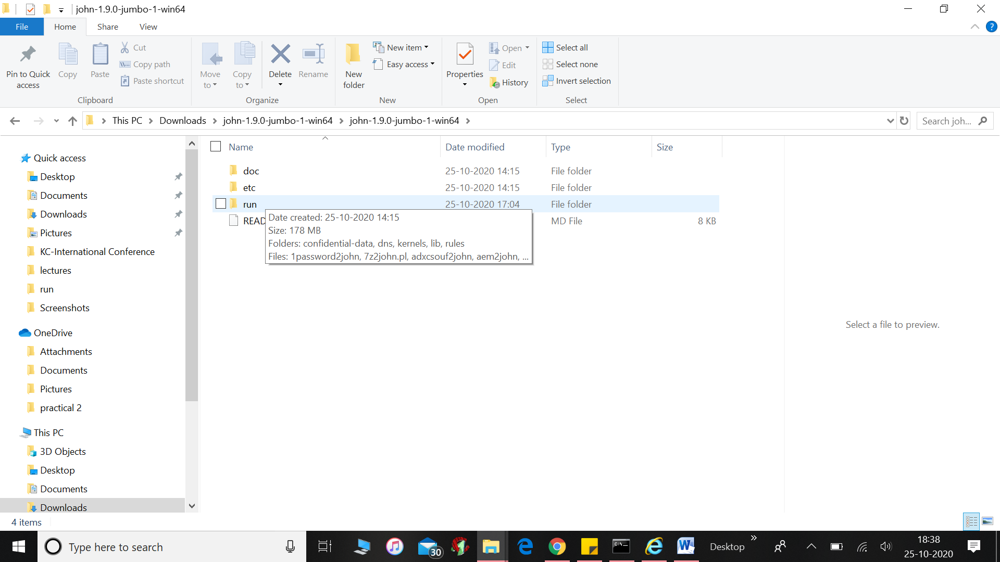 john-1.9.0-jumbo-1-win64
File Home Share View
Pin to Quick access
Copy
Paste
Cut
Copy path
Paste shortcut
Clipboard
Move to
Copy to
Delete
Rename
Organize
New folder
New item
Easy access
New
Properties
Open
Edit
History
Open
Select all
Select none
Invert selection
Select
This PC > Downloads > john-1.9.0-jumbo-1-win64 > john-1.9.0-jumbo-1-win64 >
Search joh...
Quick access
Desktop
Documents
Downloads
Pictures
KC-International Conference
lectures
run
Screenshots
OneDrive
Attachments
Documents
Pictures
practical 2
This PC
3D Objects
Desktop
Documents
Downloads
Name Date modified Type Size
doc 25-10-2020 14:15 File folder
etc 25-10-2020 14:15 File folder
run 25-10-2020 17:04 File folder
READ MD File 8 KB
Date created: 25-10-2020 14:15
Size: 178 MB
Folders: confidential-data, dns, kernels, lib, rules
Files: 1password2john, 7z2john.pl, adxcsouf2john, aem2john, ...
Select a file to preview.
4 items
Type here to search
30
C:\_
W
Desktop
18:38
25-10-2020